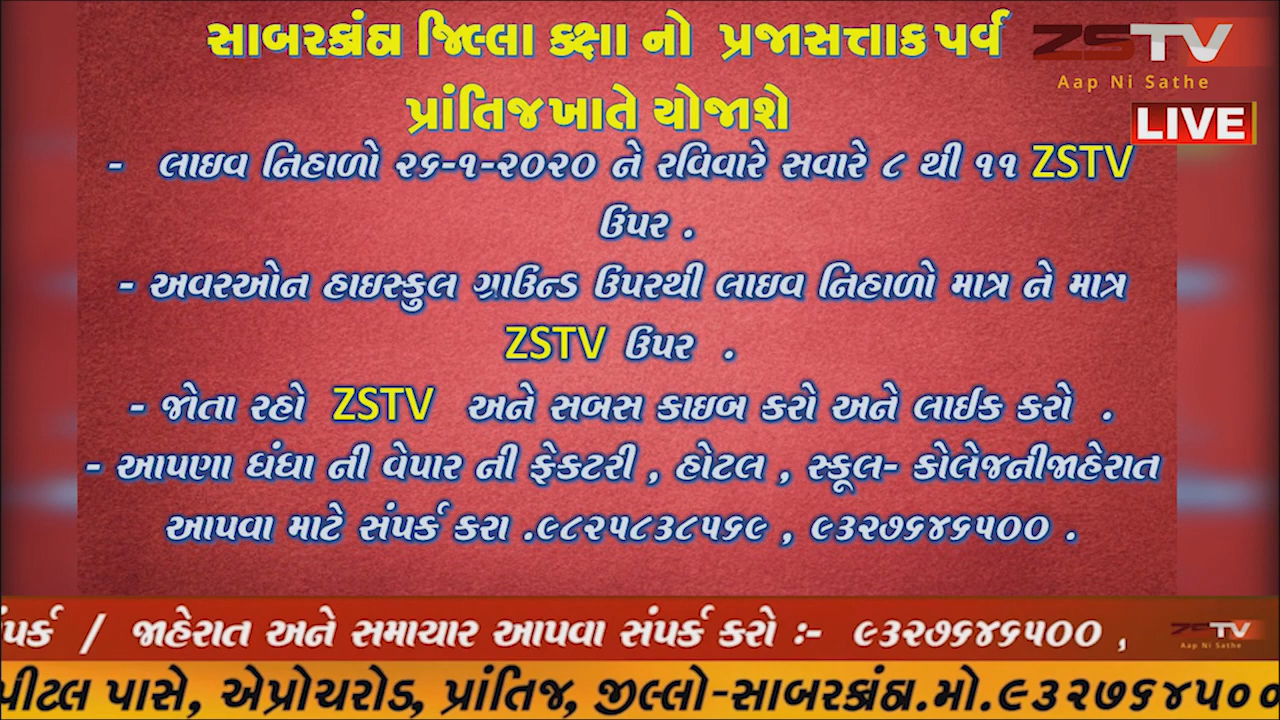 સાબરકાંઠા જિલ્લા કક્ષા નો પ્રજાસત્તાક પર્વ
ZSTV
Aap Ni Sathe
પ્રાંતિજખાતે યોજાશે
LIVE
- લાઇવ નિહાળો ૨૬-૧-૨૦૨૦ ને રવિવારે સવારે ૮ થી ૧૧ ZSTV
ઉપર .
- અવરઓન હાઇસ્કુલ ગ્રાઉન્ડ ઉપરથી લાઇવ નિહાળો માત્ર ને માત્ર
ZSTV ઉપર .
- જોતા રહો ZSTV અને સબસ કાઇબ કરો અને લાઈક કરો .
- આપણા ધંધા ની વેપાર ની ફેકટરી , હોટલ , સ્કૂલ- કોલેજનીજાહેરાત
આપવા માટે સંપર્ક કરા .૯૮૨૫૮૩૮૫૬૯ , ૯૩૨૭૬૪૬૫૦૦ .
ંપર્ક / જાહેરાત અને સમાચાર આપવા સંપર્ક કરો :- ૯૩૨૭૬૪૬૫૦૦ ,
ZSTV
Aap Ni Sathe
પીટલ પાસે, એપ્રોચરોડ, પ્રાંતિજ, જીલ્લો-સાબરકાંઠા.મો.૯૩૨૭૬૪૫૦૦